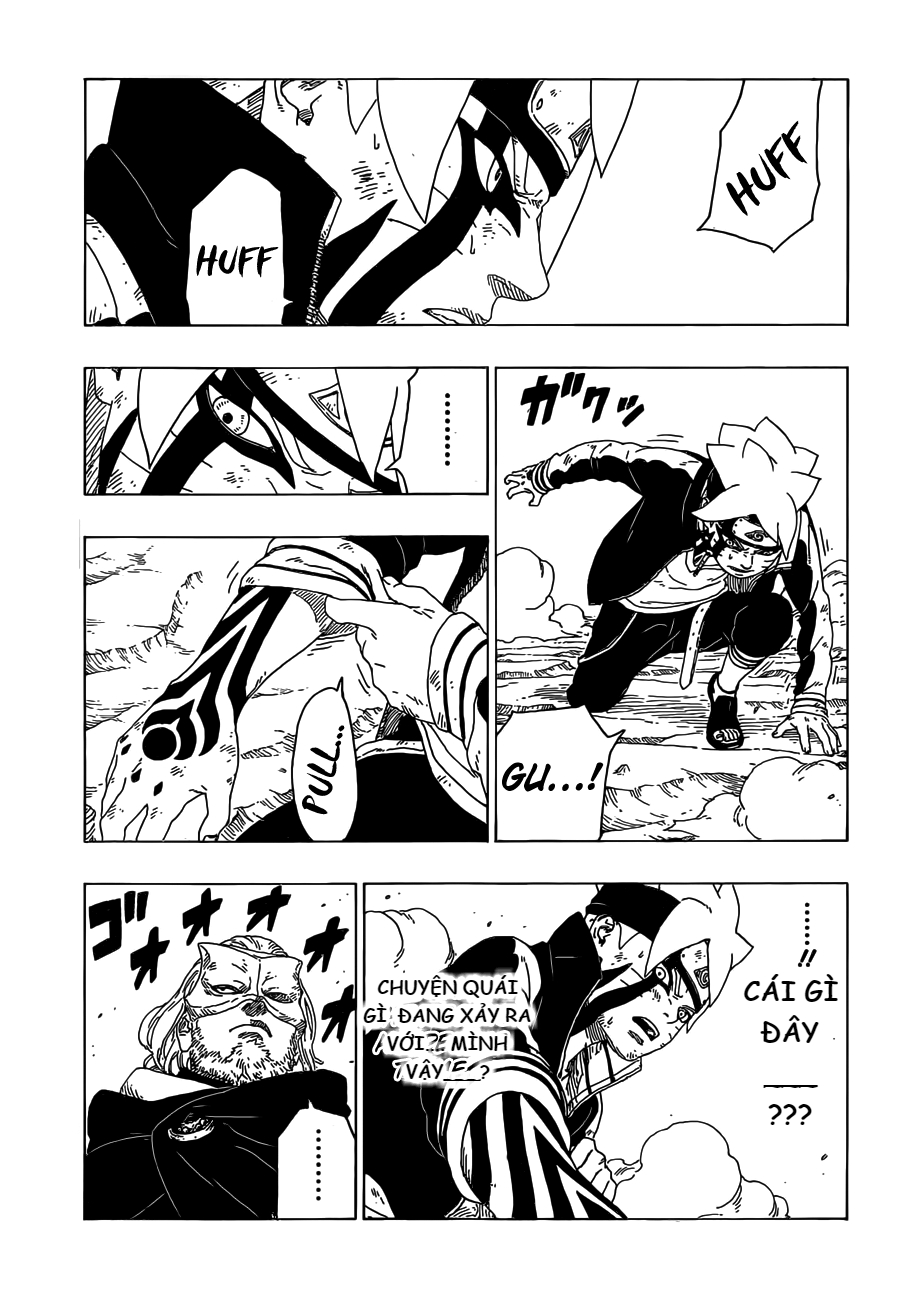 HUFF
HUFF
………
ガクッ
GU...!
PULL...
………
!!
CÁI GÌ
ĐÂY
???
CHUYỆN QUÁI
GÌ ĐANG XẢY RA
VỚI MÌNH
VẬY ?
ゴオオオオオ
………